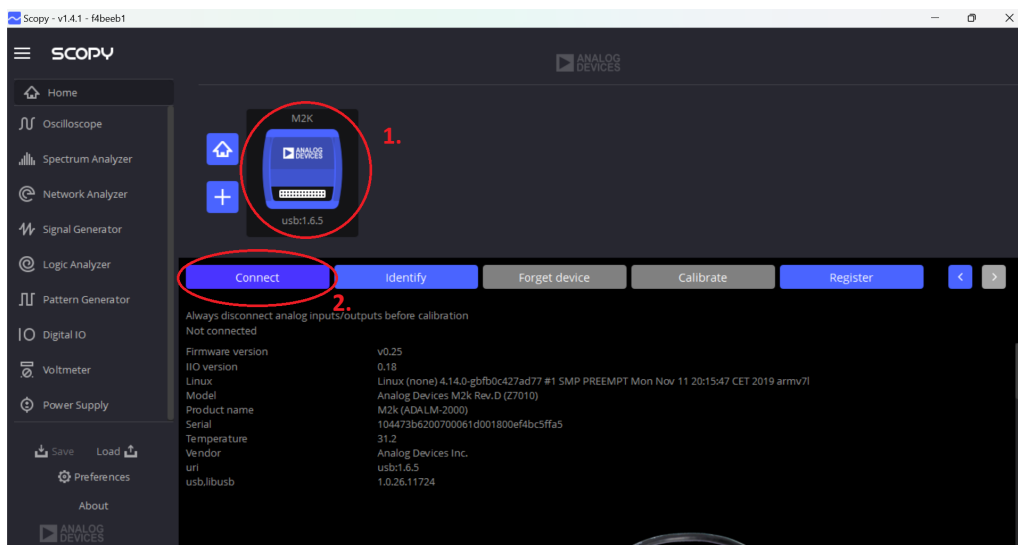 Scopy - v1.4.1 - f4beeb1
SCOPY
ANALOG
DEVICES
Home
Oscilloscope
Spectrum Analyzer
Network Analyzer
Signal Generator
Logic Analyzer
Pattern Generator
Digital IO
Voltmeter
Power Supply
Save Load
Preferences
About
ANALOG
DEVICES
M2K
1.
ANALOG
DEVICES
usb:1.6.5
Connect Identify Forget device Calibrate Register < >
2.
Always disconnect analog inputs/outputs before calibration
Not connected
Firmware version v0.25
IIO version 0.18
Linux Linux (none) 4.14.0-gbfb0c427ad77 #1 SMP PREEMPT Mon Nov 11 20:15:47 CET 2019 armv7l
Model Analog Devices M2k Rev.D (Z7010)
Product name M2k (ADALM-2000)
Serial 104473b6200700061d001800ef4bc5ffa5
Temperature 31.2
Vendor Analog Devices Inc.
uri usb:1.6.5
usb,libusb 1.0.26.11724